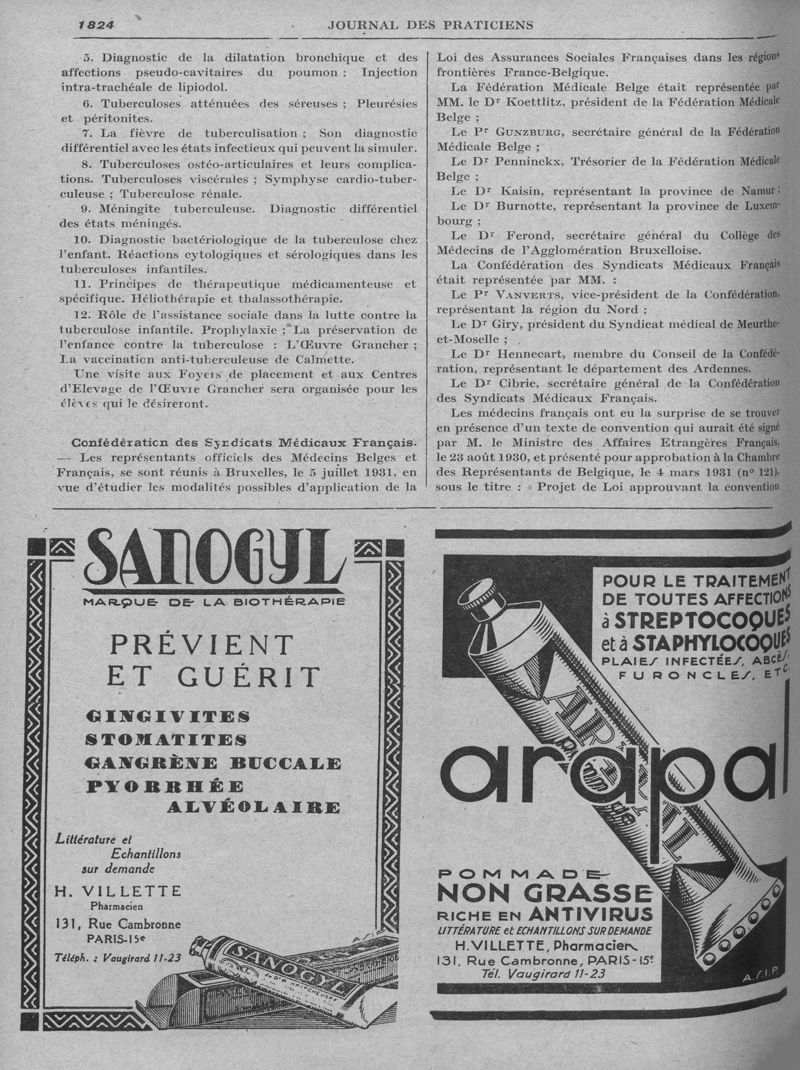 1824
JOURNAL DES PRATICIENS
5. Diagnostic de la dilatation bronchique et des
affections pseudo-cavitaires du poumon ; Injection
intra-trachéale de lipiodol.
6. Tuberculoses atténuées des séreuses ; Pleurésies
et péritonites.
7. La fièvre de tuberculisation ; Son diagnostic
différentiel avec les états infectieux qui peuvent la simuler.
8. Tuberculoses ostéo-articulaires et leurs complica-
tions. Tuberculoses viscérales ; Symphyse cardio-tuber-
culeuse ; Tuberculose rénale.
9. Méningite tuberculeuse. Diagnostic différentiel
des états méningés.
10. Diagnostic bactériologique de la tuberculose chez
l'enfant. Réactions cytologiques et sérologiques dans les
tuberculoses infantiles.
11. Principes de thérapeutique médicamenteuse et
spécifique. Héliothérapie et thalassothérapie.
12. Rôle de l'assistance sociale dans la lutte contre la
tuberculose infantile. Prophylaxie ; La préservation de
l'enfance contre la tuberculose : L'Œuvre Grancher ;
La vaccination anti-tuberculeuse de Calmette.
Une visite aux Foyers de placement et aux Centres
d'Elevage de l'Œuvre Grancher sera organisée pour les
élèves qui le désireront.
Confédération des Syndicats Médicaux Français.
— Les représentants officiels des Médecins Belges et
Français, se sont réunis à Bruxelles, le 5 juillet 1931, en
vue d'étudier les modalités possibles d'application de la
Loi des Assurances Sociales Françaises dans les régions
frontières France-Belgique.
La Fédération Médicale Belge était représentée par
MM. le Dr Koettlitz, président de la Fédération Médicale
Belge ;
Le Pr GUNZBURG, secrétaire général de la Fédération
Médicale Belge ;
Le Dr Penninckx, Trésorier de la Fédération Médicale
Belge ;
Le Dr Kaisin, représentant la province de Namur ;
Le Dr Burnotte, représentant la province de Luxem-
bourg ;
Le Dr Ferond, secrétaire général du Collège des
Médecins de l'Agglomération Bruxelloise.
La Confédération des Syndicats Médicaux Français
était représentée par MM. :
Le Pr VANVERTS, vice-président de la Confédération,
représentant la région du Nord ;
Le Dr Giry, président du Syndicat médical de Meurthe-
et-Moselle ;
Le Dr Hennecart, membre du Conseil de la Confédé-
ration, représentant le département des Ardennes.
Le Dr Cibrie, secrétaire général de la Confédération
des Syndicats Médicaux Français.
Les médecins français ont eu la surprise de se trouver
en présence d'un texte de convention qui aurait été signé
par M. le Ministre des Affaires Etrangères Français,
le 23 août 1930, et présenté pour approbation à la Chambre
des Représentants de Belgique, le 4 mars 1931 (no 121),
sous le titre : « Projet de Loi approuvant la convention
SANOGYL
MARQUE DE LA BIOTHÉRAPIE
PRÉVIENT
ET GUÉRIT
GINGIVITES
STOMATITES
GANGRÈNE BUCCALE
PYORRHÉE
ALVÉOLAIRE
Littérature et
Echantillons
sur demande
H. VILLETTE
Pharmacien
131, Rue Cambronne
PARIS-15e
Téléph. : Vaugirard 11-23
SANOGYL
POUR LE TRAITEMENT
DE TOUTES AFFECTIONS
à STREPTOCOQUES
et à STAPHYLOCOQUES
PLAIES INFECTÉES, ABCÈS,
FURONCLES, ETC.
arapal
POMMADE
NON GRASSE
RICHE EN ANTIVIRUS
LITTÉRATURE et ECHANTILLONS SUR DEMANDE
H. VILLETTE, Pharmacien
131, Rue Cambronne, PARIS-15e
Tél. Vaugirard 11-23
A.S.I.P.